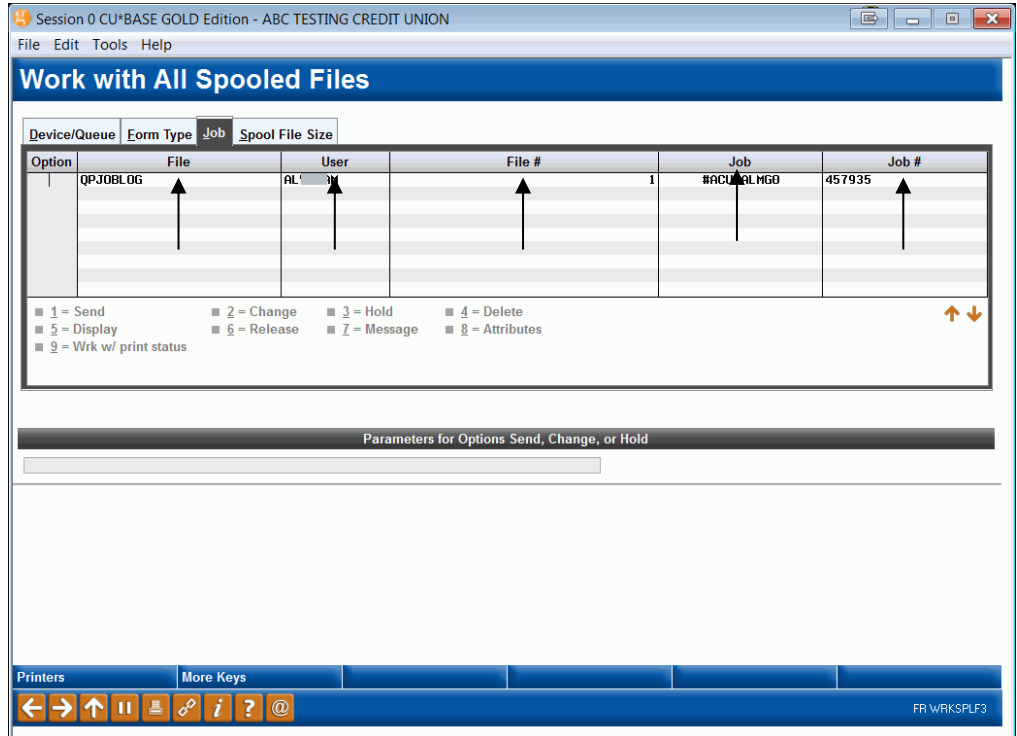 Session 0 CU*BASE GOLD Edition - ABC TESTING CREDIT UNION
File Edit Tools Help
Work with All Spooled Files
Device/Queue Form Type Job Spool File Size
Option File User File # Job Job #
QPJOBLOG 1 457935
1 = Send 2 = Change 3 = Hold 4 = Delete
5 = Display 6 = Release 7 = Message 8 = Attributes
9 = Wrk w/ print status
Parameters for Options Send, Change, or Hold
Printers More Keys
FR WRKSPLF3